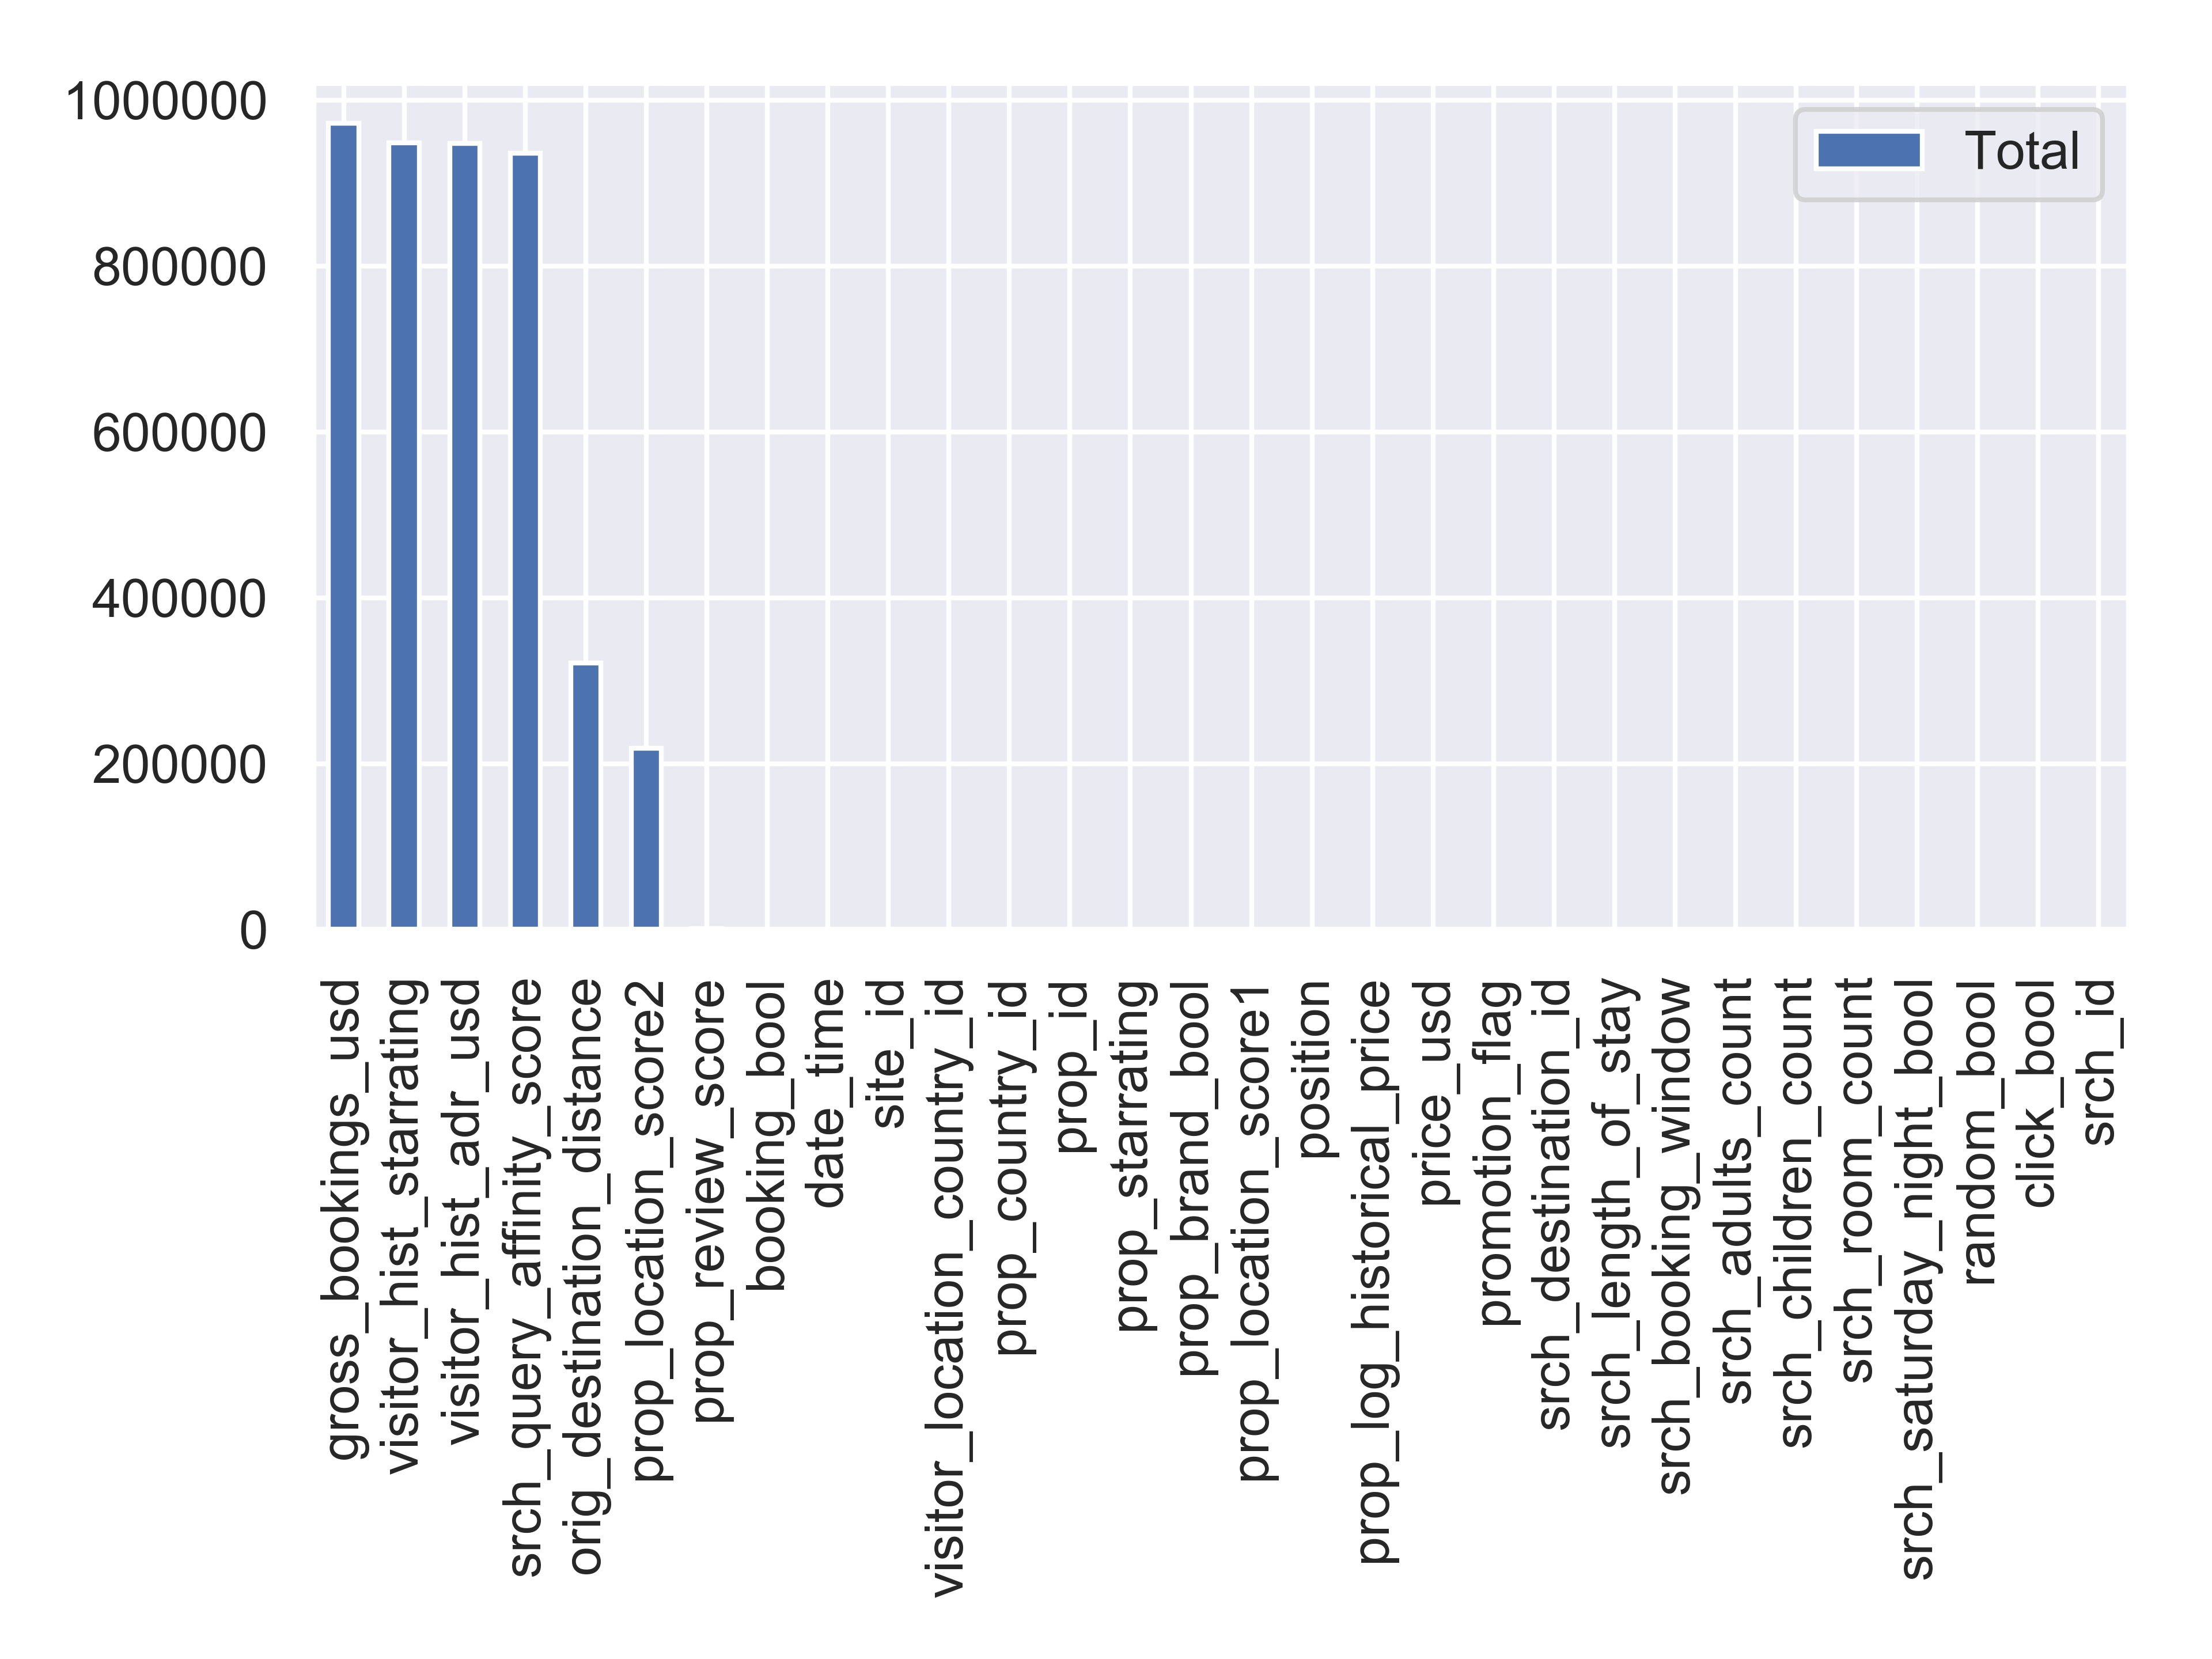 1000000
800000
600000
400000
200000
0
Total
gross_bookings_usd
visitor_hist_starrating
visitor_hist_adr_usd
srch_query_affinity_score
orig_destination_distance
prop_location_score2
prop_review_score
booking_bool
date_time
site_id
visitor_location_country_id
prop_country_id
prop_id
prop_starrating
prop_brand_bool
prop_location_score1
position
prop_log_historical_price
price_usd
promotion_flag
srch_destination_id
srch_length_of_stay
srch_booking_window
srch_adults_count
srch_children_count
srch_room_count
srch_saturday_night_bool
random_bool
click_bool
srch_id